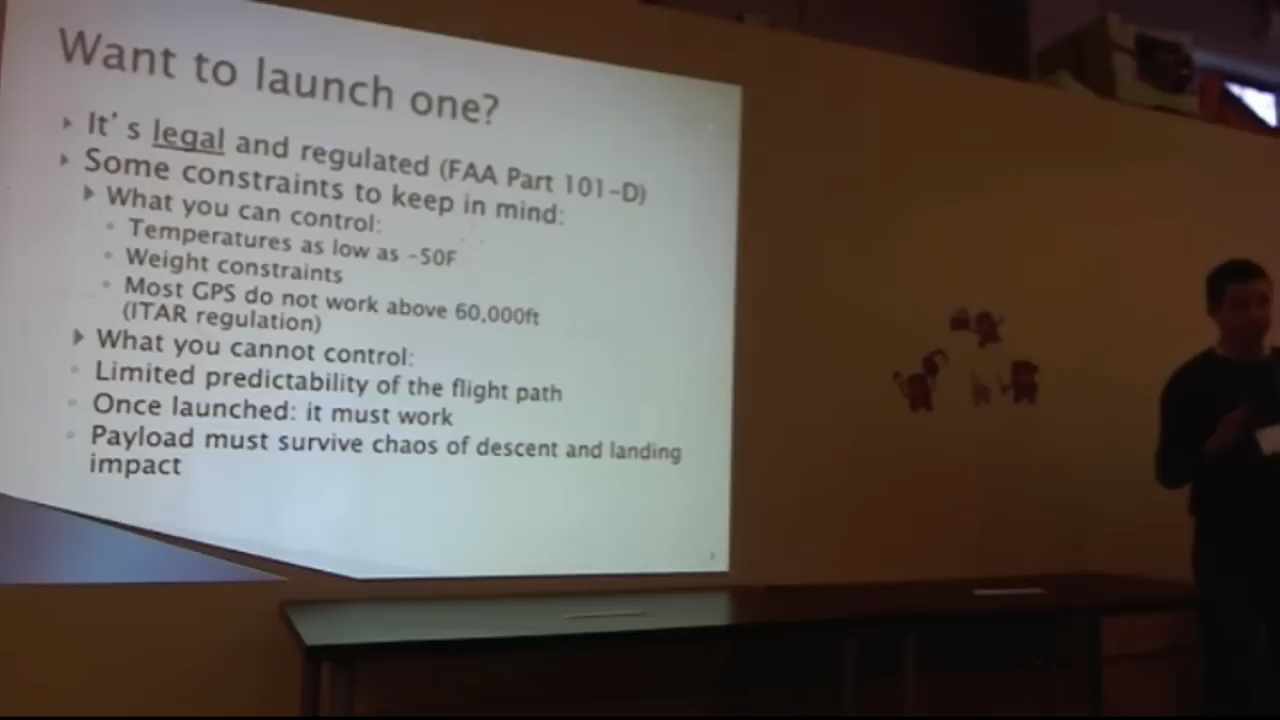 Want to launch one?
It's legal and regulated (FAA Part 101-D)
Some constraints to keep in mind:
What you can control:
Temperatures as low as -50F
Weight constraints
Most GPS do not work above 60,000ft
(ITAR regulation)
What you cannot control:
Limited predictability of the flight path
Once launched: it must work
Payload must survive chaos of descent and landing
impact